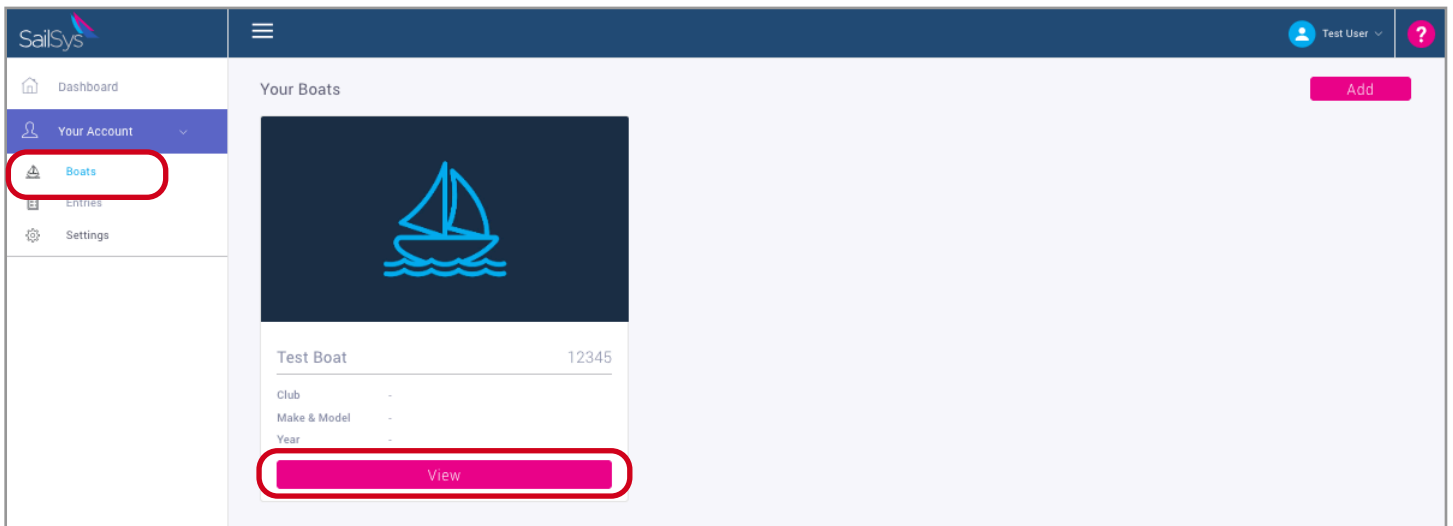 SailSys
Test User
?
Dashboard
Your Account
Boats
Entries
Settings
Your Boats
Add
Test Boat 12345
Club -
Make & Model -
Year -
View